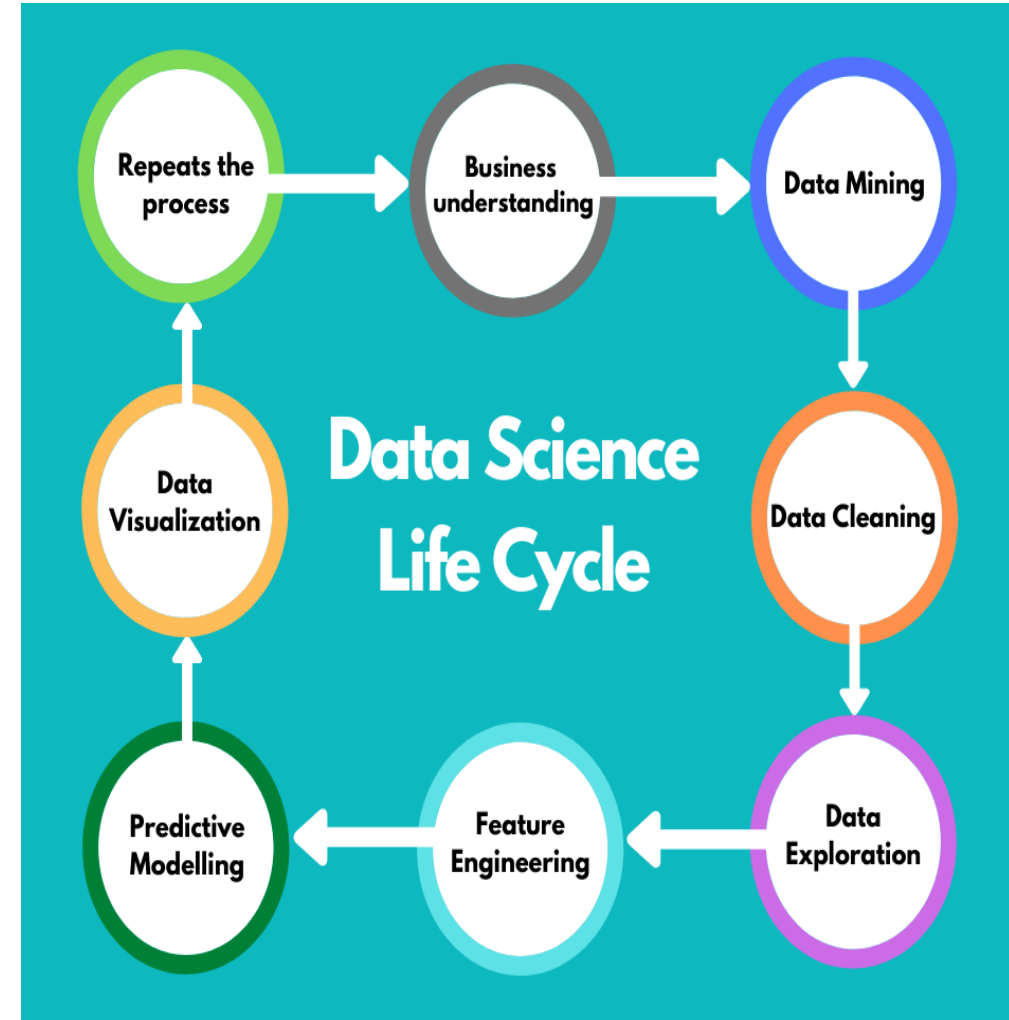 Repeats the
process
Business
understanding
Data Mining
Data Science
Life Cycle
Data Cleaning
Data
Exploration
Feature
Engineering
Predictive
Modelling
Data
Visualization